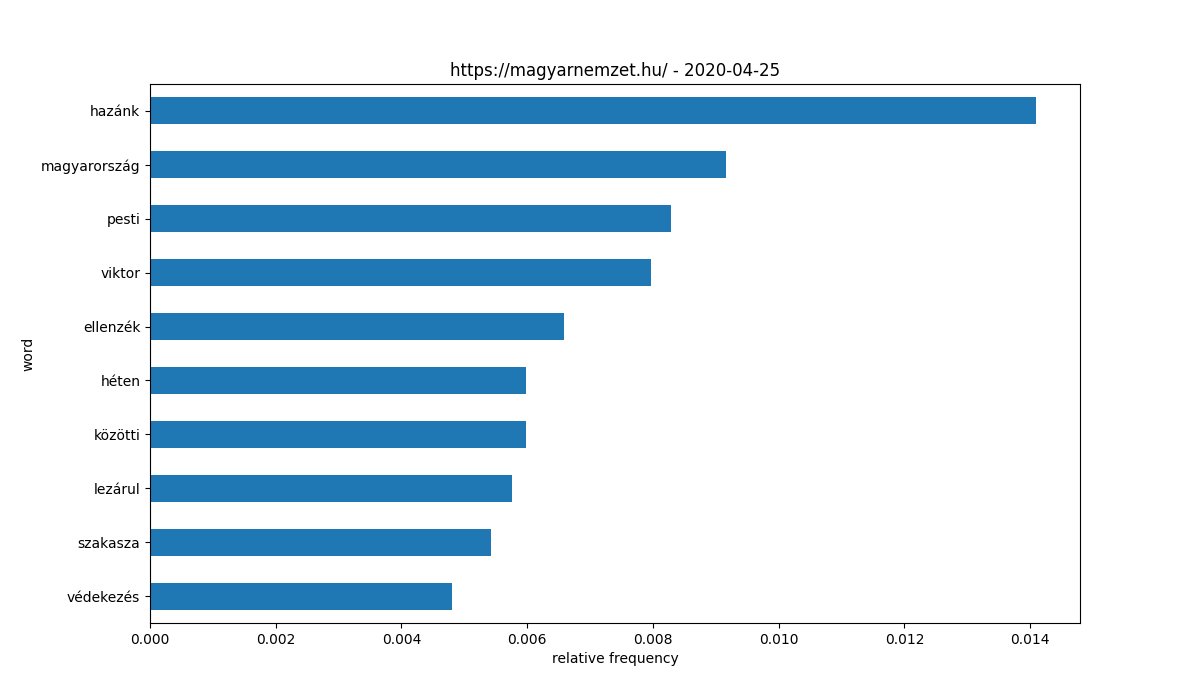 https://magyarnemzet.hu/ - 2020-04-25
hazánk
magyarország
pesti
viktor
ellenzék
héten
közötti
lezárul
szakasza
védekezés
word
0.000 0.002 0.004 0.006 0.008 0.010 0.012 0.014
relative frequency